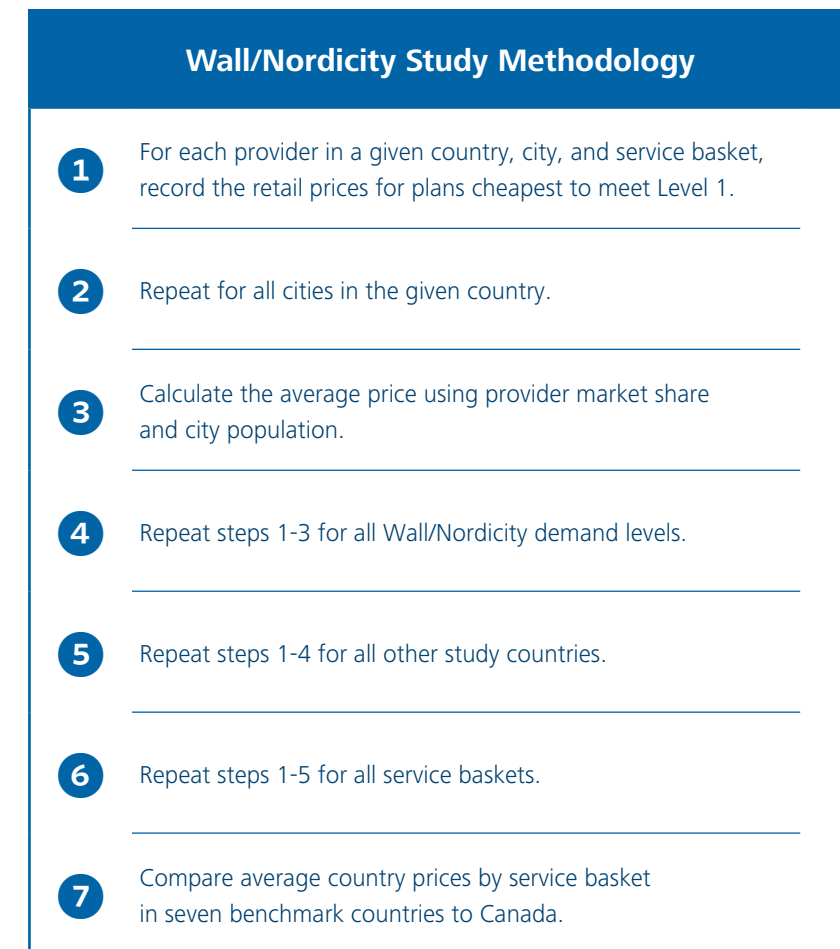 Wall/Nordicity Study Methodology
1
For each provider in a given country, city, and service basket,
record the retail prices for plans cheapest to meet Level 1.
2
Repeat for all cities in the given country.
3
Calculate the average price using provider market share
and city population.
4
Repeat steps 1-3 for all Wall/Nordicity demand levels.
5
Repeat steps 1-4 for all other study countries.
6
Repeat steps 1-5 for all service baskets.
7
Compare average country prices by service basket
in seven benchmark countries to Canada.